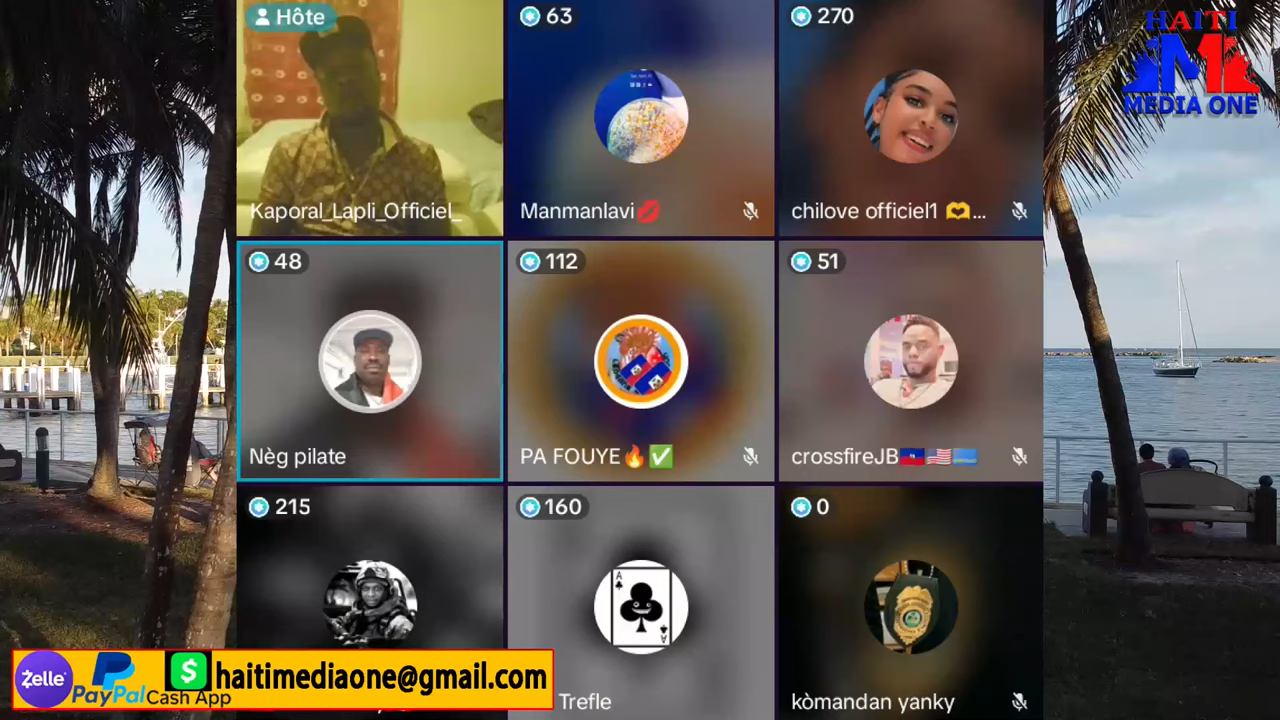 Hôte
63
270
HAITI
M
MEDIA ONE
Kaporal_Lapli_Officiel_
Manmanlavi💋
chilove officiel1 🫶...
48
112
51
Nèg pilate
PA FOUYE🔥✅
crossfireJB🇭🇹🇺🇸🇦🇼
215
160
0
A
A
Zelle
PayPal
$
Cash App
haitimediaone@gmail.com
Trefle
kòmandan yanky